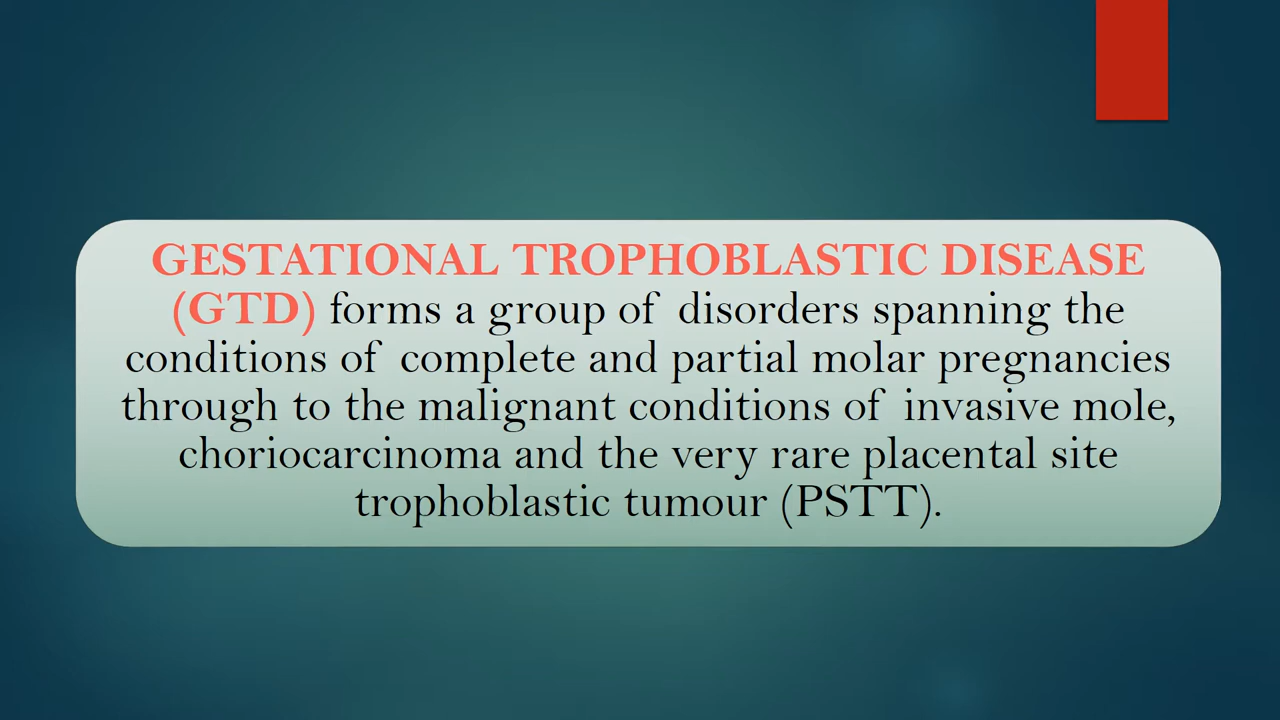 GESTATIONAL TROPHOBLASTIC DISEASE
(GTD) forms a group of disorders spanning the
conditions of complete and partial molar pregnancies
through to the malignant conditions of invasive mole,
choriocarcinoma and the very rare placental site
trophoblastic tumour (PSTT).